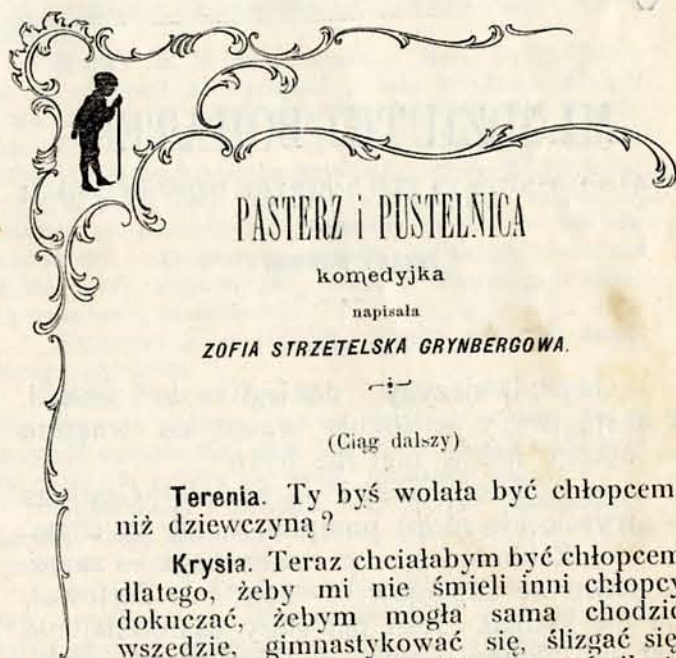 PASTERZ i PUSTELNICA
komedyjka
napisała
ZOFIA STRZETELSKA GRYNBERGOWA.
(Ciąg dalszy)
Terenia. Ty byś wolała być chłopcem
niż dziewczyną ?
Krysia. Teraz chciałabym być chłopcem
dlatego, żeby mi nie śmieli inni chłopcy
dokuczać, żebym mogła sama chodzić
wszędzie, gimnastykować się, ślizgać się